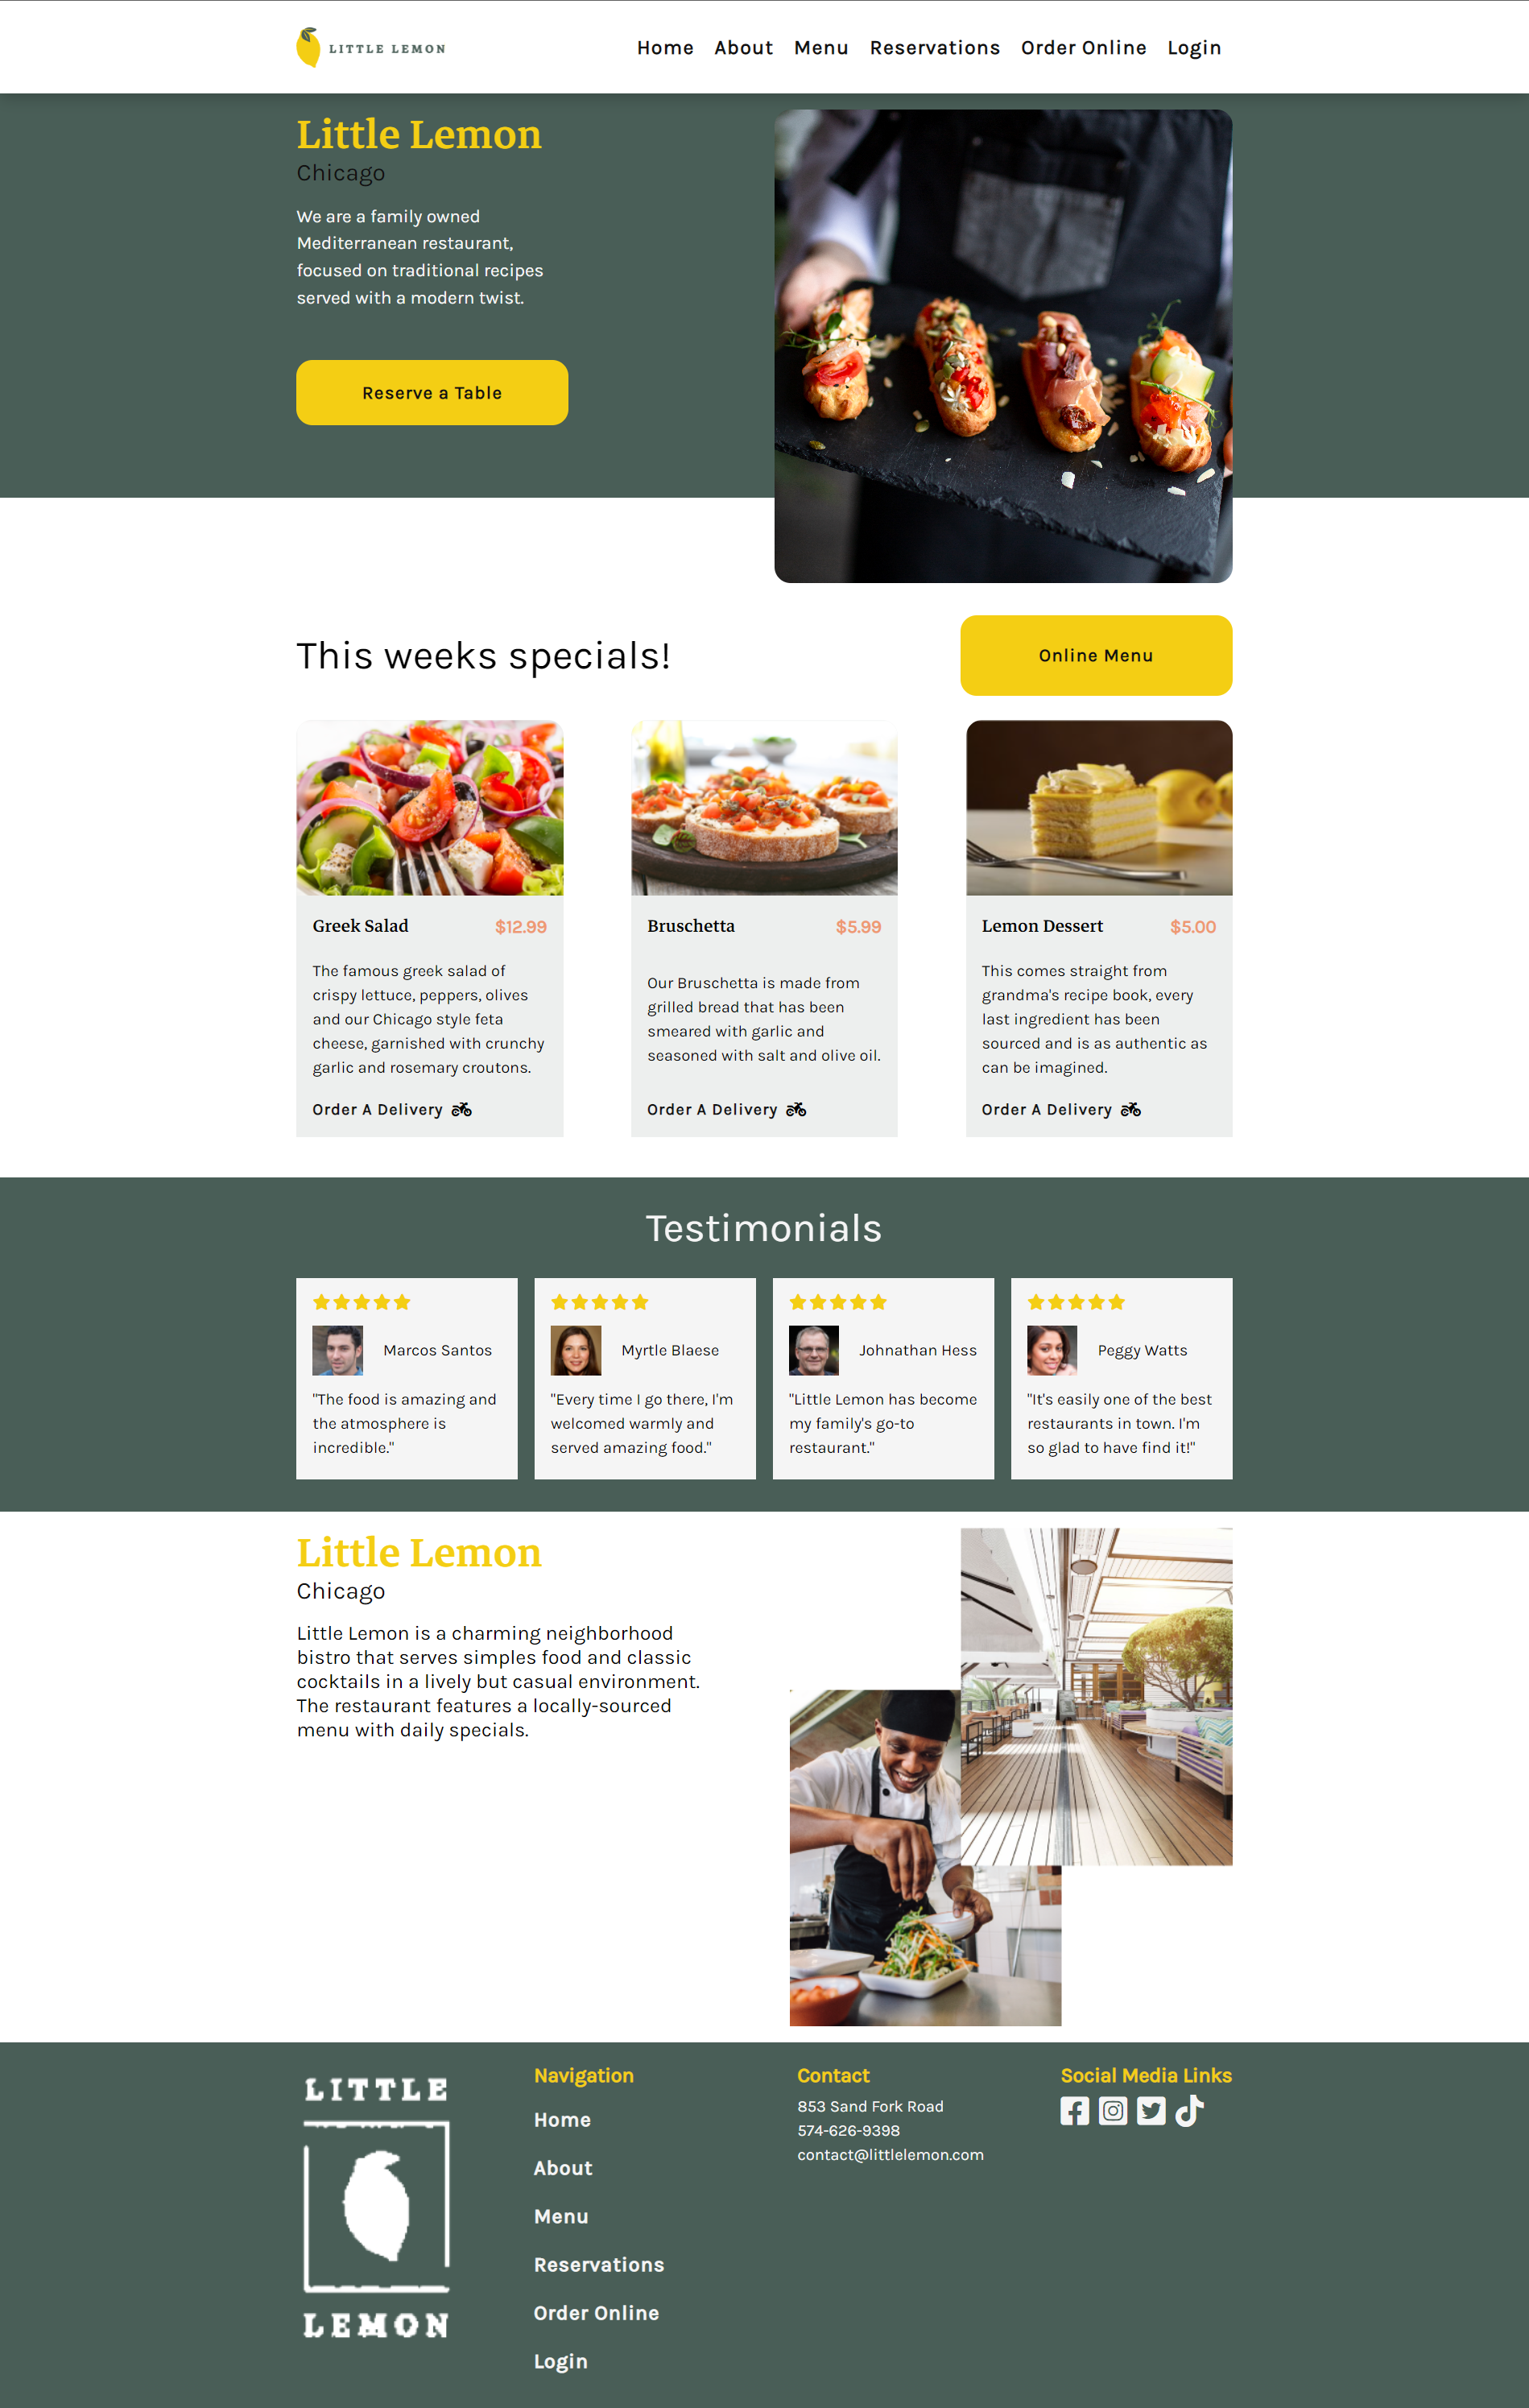 LITTLE LEMON
Home About Menu Reservations Order Online Login
Little Lemon
Chicago
We are a family owned
Mediterranean restaurant,
focused on traditional recipes
served with a modern twist.
Reserve a Table
This weeks specials!
Online Menu
Greek Salad $12.99
The famous greek salad of
crispy lettuce, peppers, olives
and our Chicago style feta
cheese, garnished with crunchy
garlic and rosemary croutons.
Order A Delivery
Bruschetta $5.99
Our Bruschetta is made from
grilled bread that has been
smeared with garlic and
seasoned with salt and olive oil.
Order A Delivery
Lemon Dessert $5.00
This comes straight from
grandma's recipe book, every
last ingredient has been
sourced and is as authentic as
can be imagined.
Order A Delivery
Testimonials
Marcos Santos
"The food is amazing and
the atmosphere is
incredible."
Myrtle Blaese
"Every time I go there, I'm
welcomed warmly and
served amazing food."
Johnathan Hess
"Little Lemon has become
my family's go-to
restaurant."
Peggy Watts
"It's easily one of the best
restaurants in town. I'm
so glad to have find it!"
Little Lemon
Chicago
Little Lemon is a charming neighborhood
bistro that serves simples food and classic
cocktails in a lively but casual environment.
The restaurant features a locally-sourced
menu with daily specials.
LITTLE
LEMON
Navigation
Home
About
Menu
Reservations
Order Online
Login
Contact
853 Sand Fork Road
574-626-9398
contact@littlelemon.com
Social Media Links